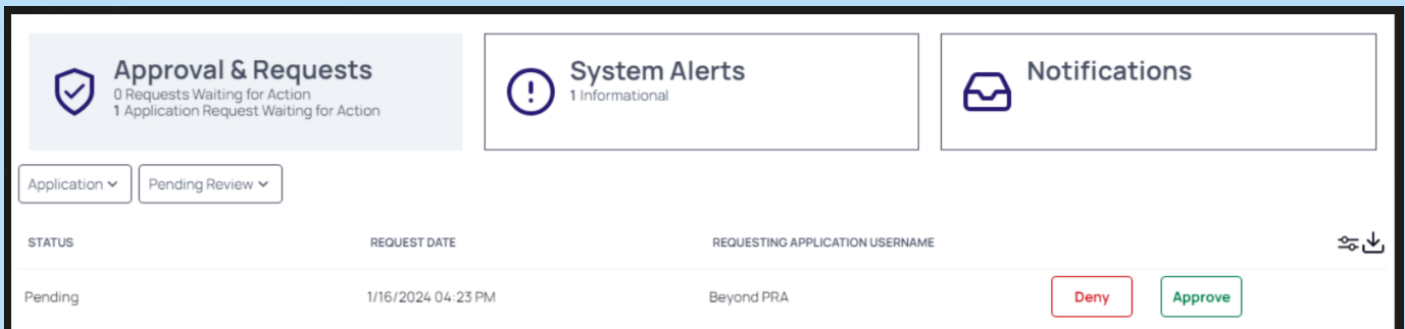 Approval & Requests
0 Requests Waiting for Action
1 Application Request Waiting for Action
System Alerts
1 Informational
Notifications
Application
Pending Review
STATUS REQUEST DATE REQUESTING APPLICATION USERNAME
Pending 1/16/2024 04:23 PM Beyond PRA Deny Approve